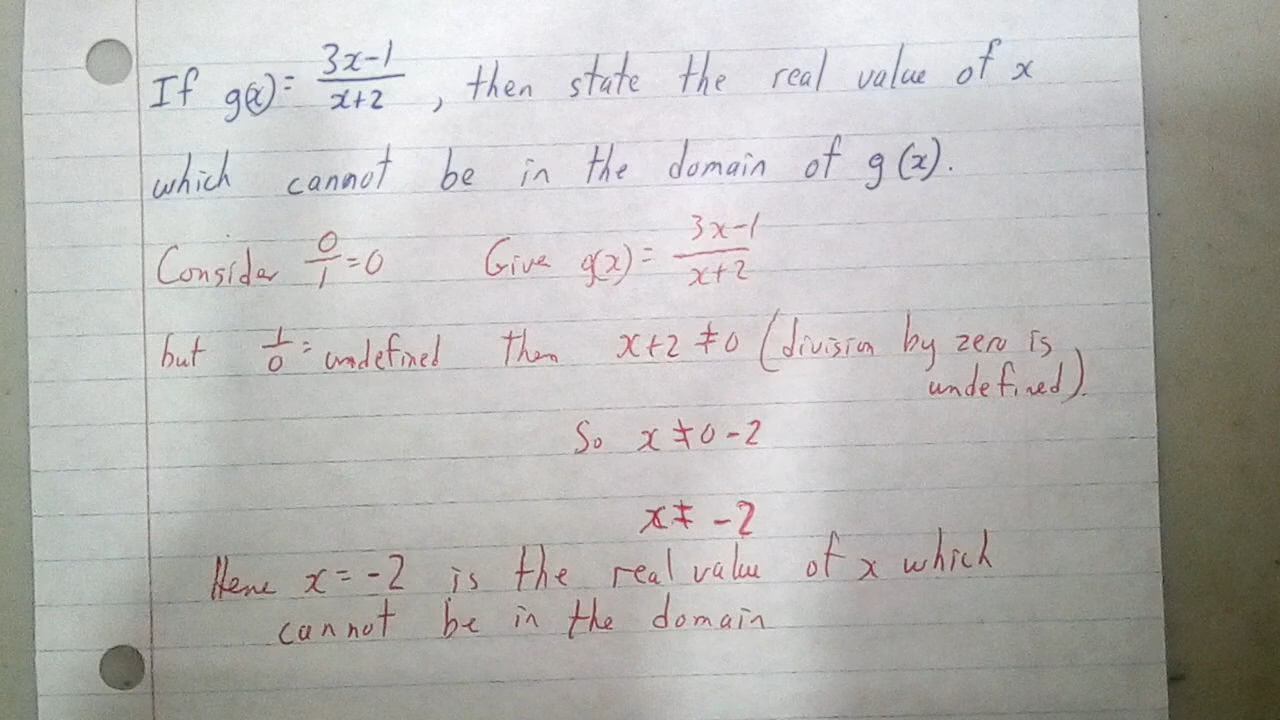 If g(x) = 3x-1/x+2, then state the real value of x
which cannot be in the domain of g(x).
Consider 0/1 = 0 Give g(x) = 3x-1/x+2
but 1/0 = undefined then x+2 ≠ 0 (division by zero is
undefined).
So x ≠ 0 - 2
x ≠ -2
Hene x = -2 is the real value of x which
cannot be in the domain